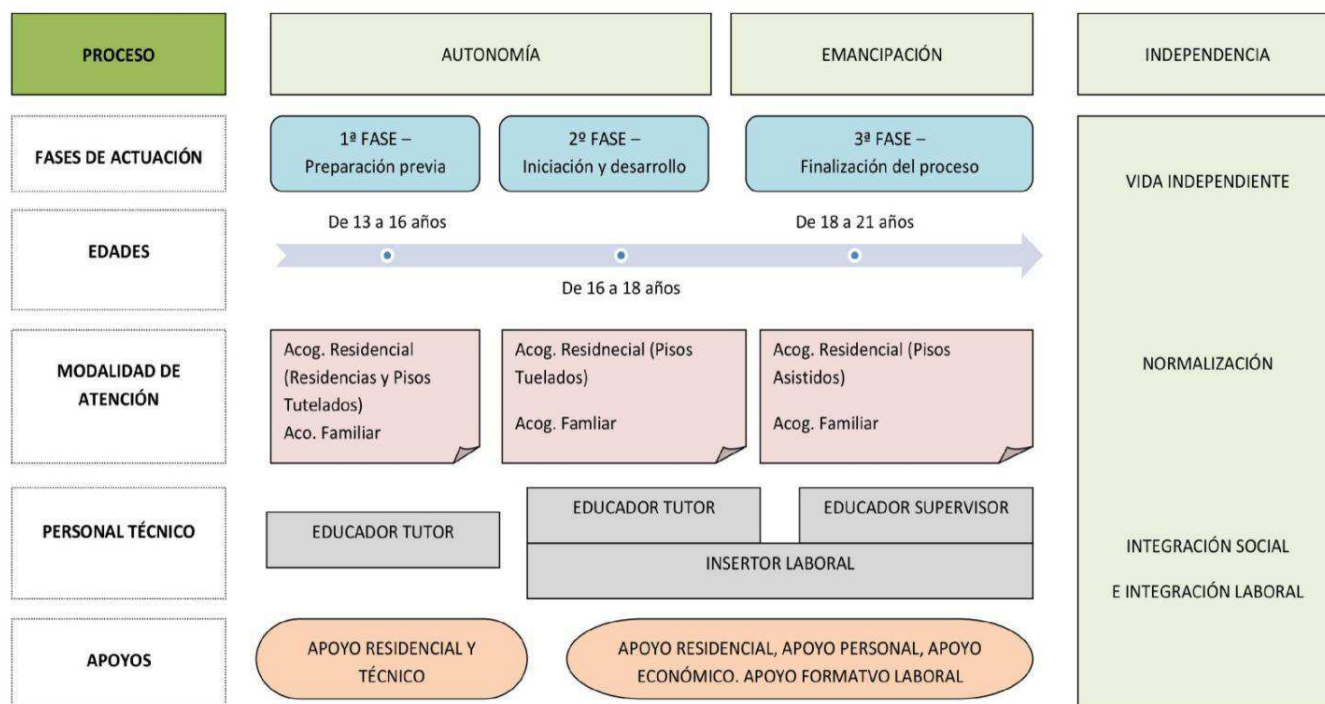 PROCESO
AUTONOMÍA
EMANCIPACIÓN
INDEPENDENCIA
FASES DE ACTUACIÓN
1ª FASE –
Preparación previa
2º FASE –
Iniciación y desarrollo
3ª FASE –
Finalización del proceso
VIDA INDEPENDIENTE
EDADES
De 13 a 16 años
De 16 a 18 años
De 18 a 21 años
MODALIDAD DE
ATENCIÓN
Acog. Residencial
(Residencias y Pisos
Tutelados)
Aco. Familiar
Acog. Residnecial (Pisos
Tuelados)
Acog. Famliar
Acog. Residencial (Pisos
Asistidos)
Acog. Familiar
NORMALIZACIÓN
PERSONAL TÉCNICO
EDUCADOR TUTOR
EDUCADOR TUTOR
EDUCADOR SUPERVISOR
INSERTOR LABORAL
INTEGRACIÓN SOCIAL
E INTEGRACIÓN LABORAL
APOYOS
APOYO RESIDENCIAL Y
TÉCNICO
APOYO RESIDENCIAL, APOYO PERSONAL, APOYO
ECONÓMICO. APOYO FORMATVO LABORAL